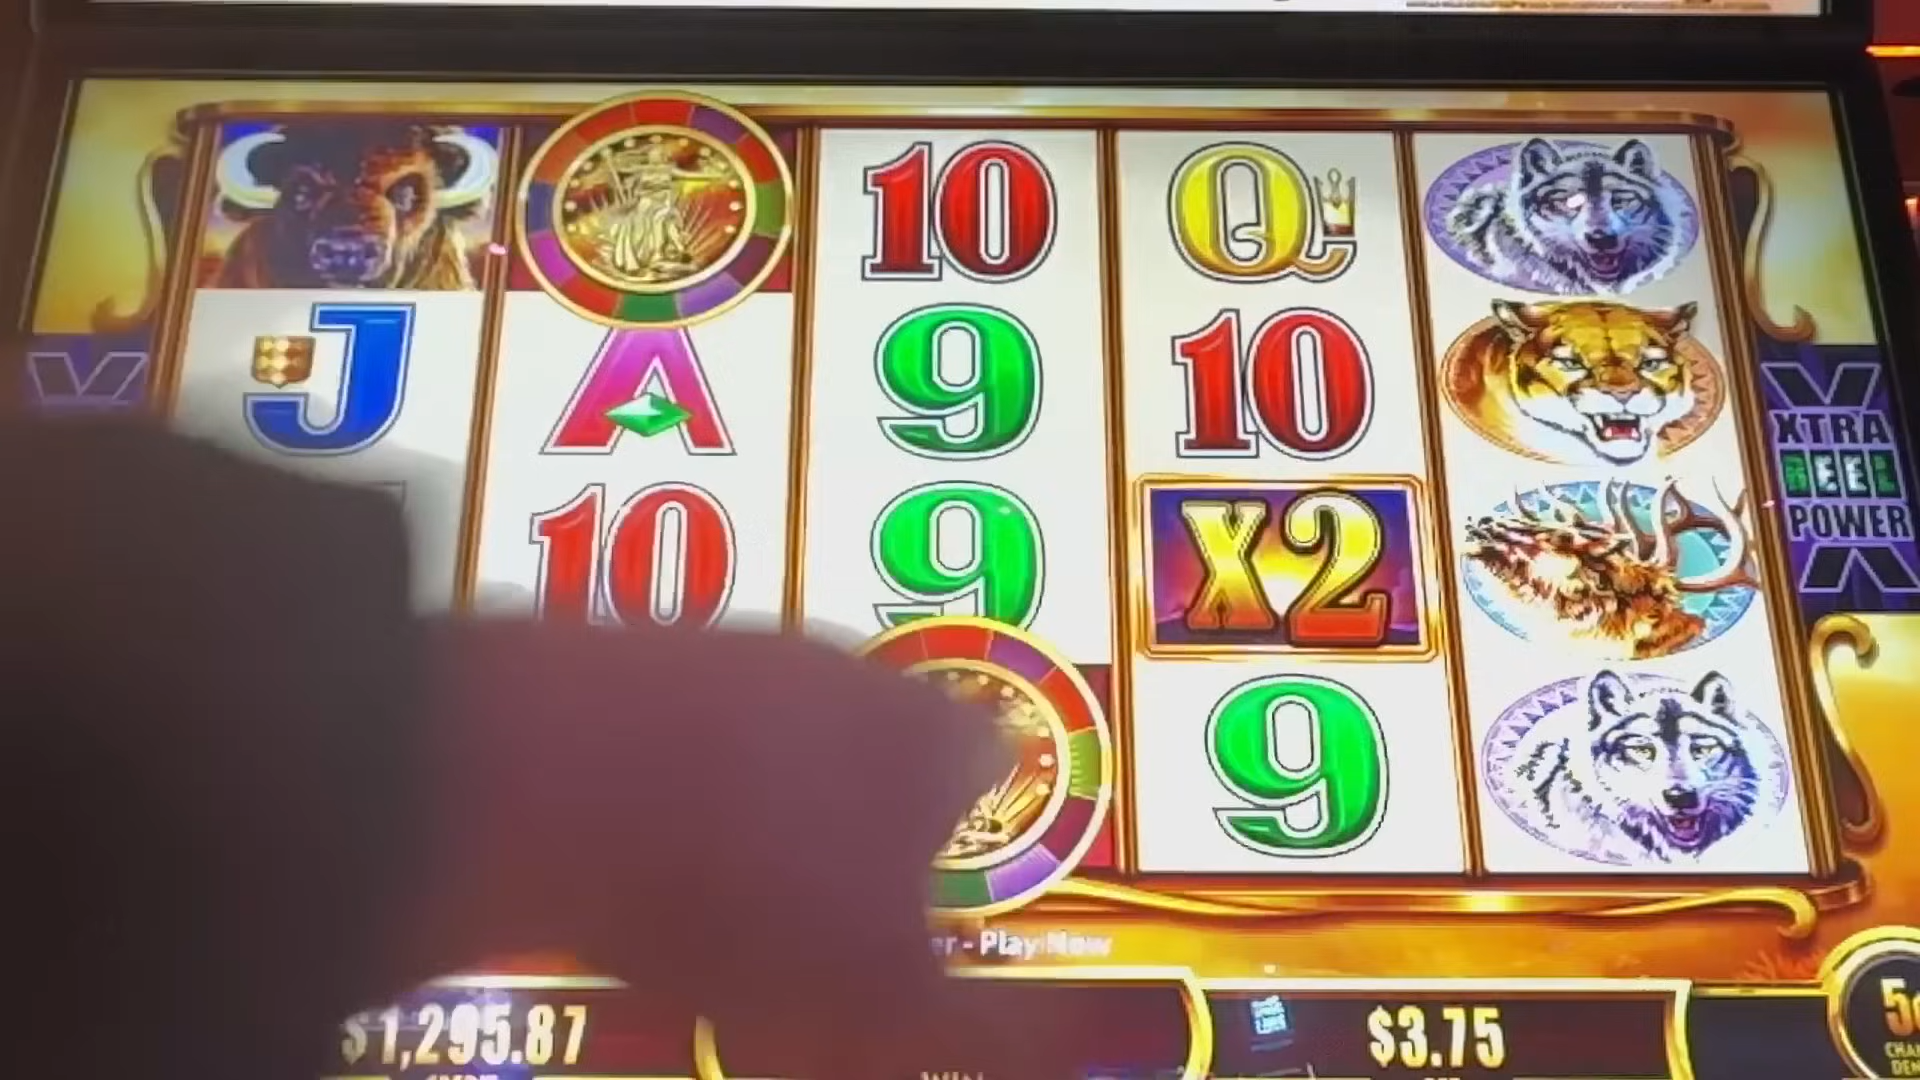 10
Q
J
A
9
10
10
9
X2
9
XTRA
REEL
POWER
- Play Now
$1,295.87
$3.75
5¢